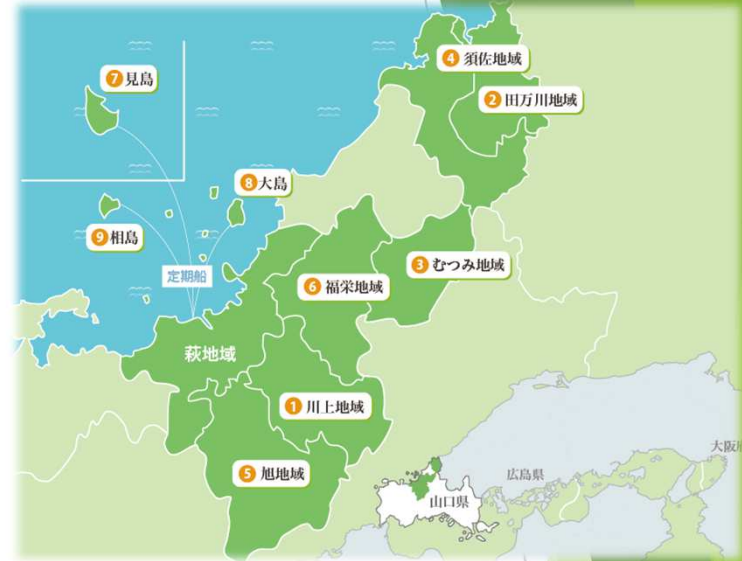 ④ 須佐地域
⑦ 見島
② 田万川地域
⑧ 大島
⑨ 相島
③ むつみ地域
定期船
⑥ 福栄地域
萩地域
① 川上地域
⑤ 旭地域
大阪
広島県
山口県